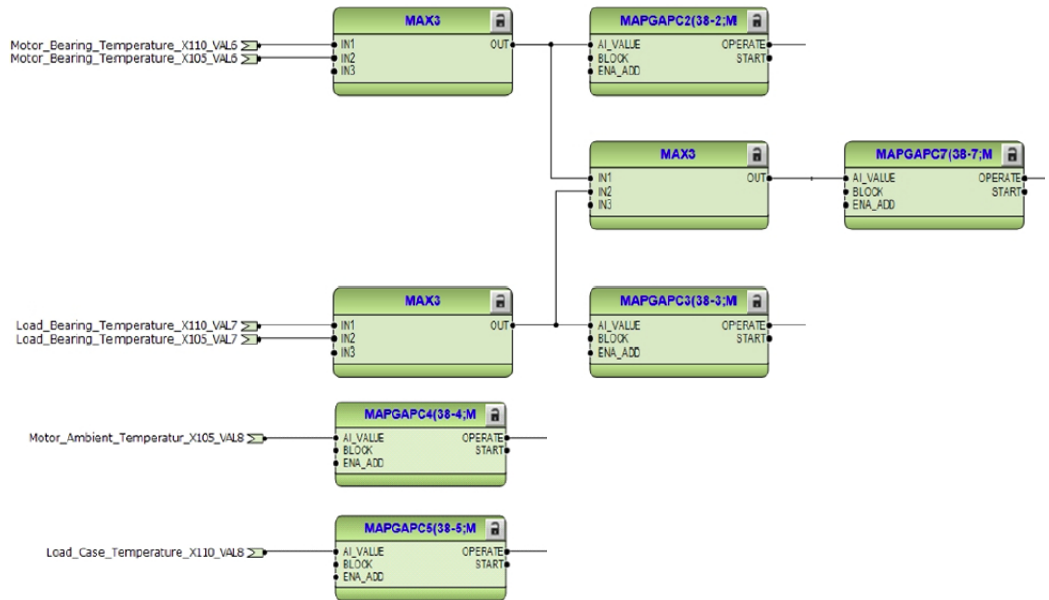 MAX3
Motor_Bearing_Temperature_X110_VAL6
Motor_Bearing_Temperature_X105_VAL6
IN1
IN2
IN3
OUT
MAPGAPC2(38-2;M
AI_VALUE
BLOCK
ENA_ADD
OPERATE
START
MAX3
IN1
IN2
IN3
OUT
MAPGAPC7(38-7;M
AI_VALUE
BLOCK
ENA_ADD
OPERATE
START
MAX3
Load_Bearing_Temperature_X110_VAL7
Load_Bearing_Temperature_X105_VAL7
IN1
IN2
IN3
OUT
MAPGAPC3(38-3;M
AI_VALUE
BLOCK
ENA_ADD
OPERATE
START
MAPGAPC4(38-4;M
Motor_Ambient_Temperatur_X105_VAL8
AI_VALUE
BLOCK
ENA_ADD
OPERATE
START
MAPGAPC5(38-5;M
Load_Case_Temperature_X110_VAL8
AI_VALUE
BLOCK
ENA_ADD
OPERATE
START